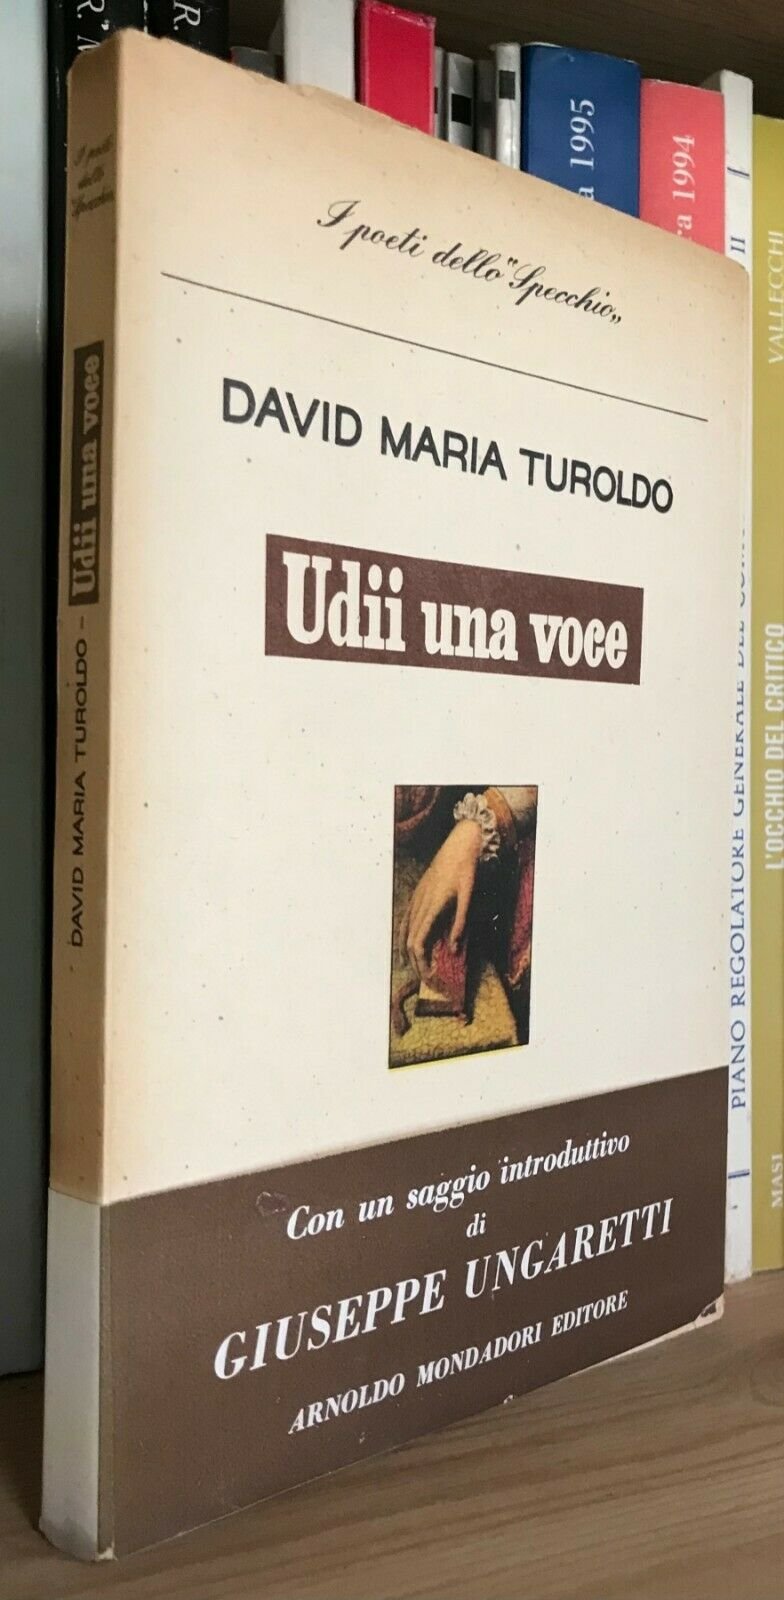 I poeti dello "Specchio„
DAVID MARIA TUROLDO
Udii una voce
Con un saggio introduttivo
di
GIUSEPPE UNGARETTI
ARNOLDO MONDADORI EDITORE
I poeti
dello
"Specchio„
DAVID MARIA TUROLDO – Udii una voce
R.
R.
1995
ra 1994
II
PIANO REGOLATORE GENERALE DEL
VALLECCHI
L'OCCHIO DEL CRITICO
MASI